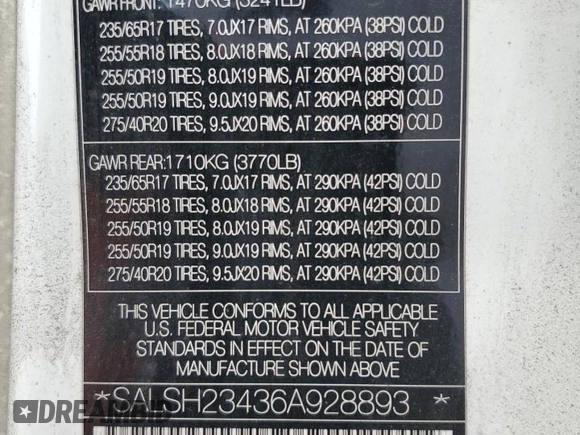 GAWR FRONT: 1470KG (3241LB)
235/65R17 TIRES, 7.0JX17 RIMS, AT 260KPA (38PSI) COLD
255/55R18 TIRES, 8.0JX18 RIMS, AT 260KPA (38PSI) COLD
255/50R19 TIRES, 8.0JX19 RIMS, AT 260KPA (38PSI) COLD
255/50R19 TIRES, 9.0JX19 RIMS, AT 260KPA (38PSI) COLD
275/40R20 TIRES, 9.5JX20 RIMS, AT 260KPA (38PSI) COLD
GAWR REAR:1710KG (3770LB)
235/65R17 TIRES, 7.0JX17 RIMS, AT 290KPA (42PSI) COLD
255/55R18 TIRES, 8.0JX18 RIMS, AT 290KPA (42PSI) COLD
255/50R19 TIRES, 8.0JX19 RIMS, AT 290KPA (42PSI) COLD
255/50R19 TIRES, 9.0JX19 RIMS, AT 290KPA (42PSI) COLD
275/40R20 TIRES, 9.5JX20 RIMS, AT 290KPA (42PSI) COLD
THIS VEHICLE CONFORMS TO ALL APPLICABLE
U.S. FEDERAL MOTOR VEHICLE SAFETY
STANDARDS IN EFFECT ON THE DATE OF
MANUFACTURE SHOWN ABOVE
*SALSH23436A928893*